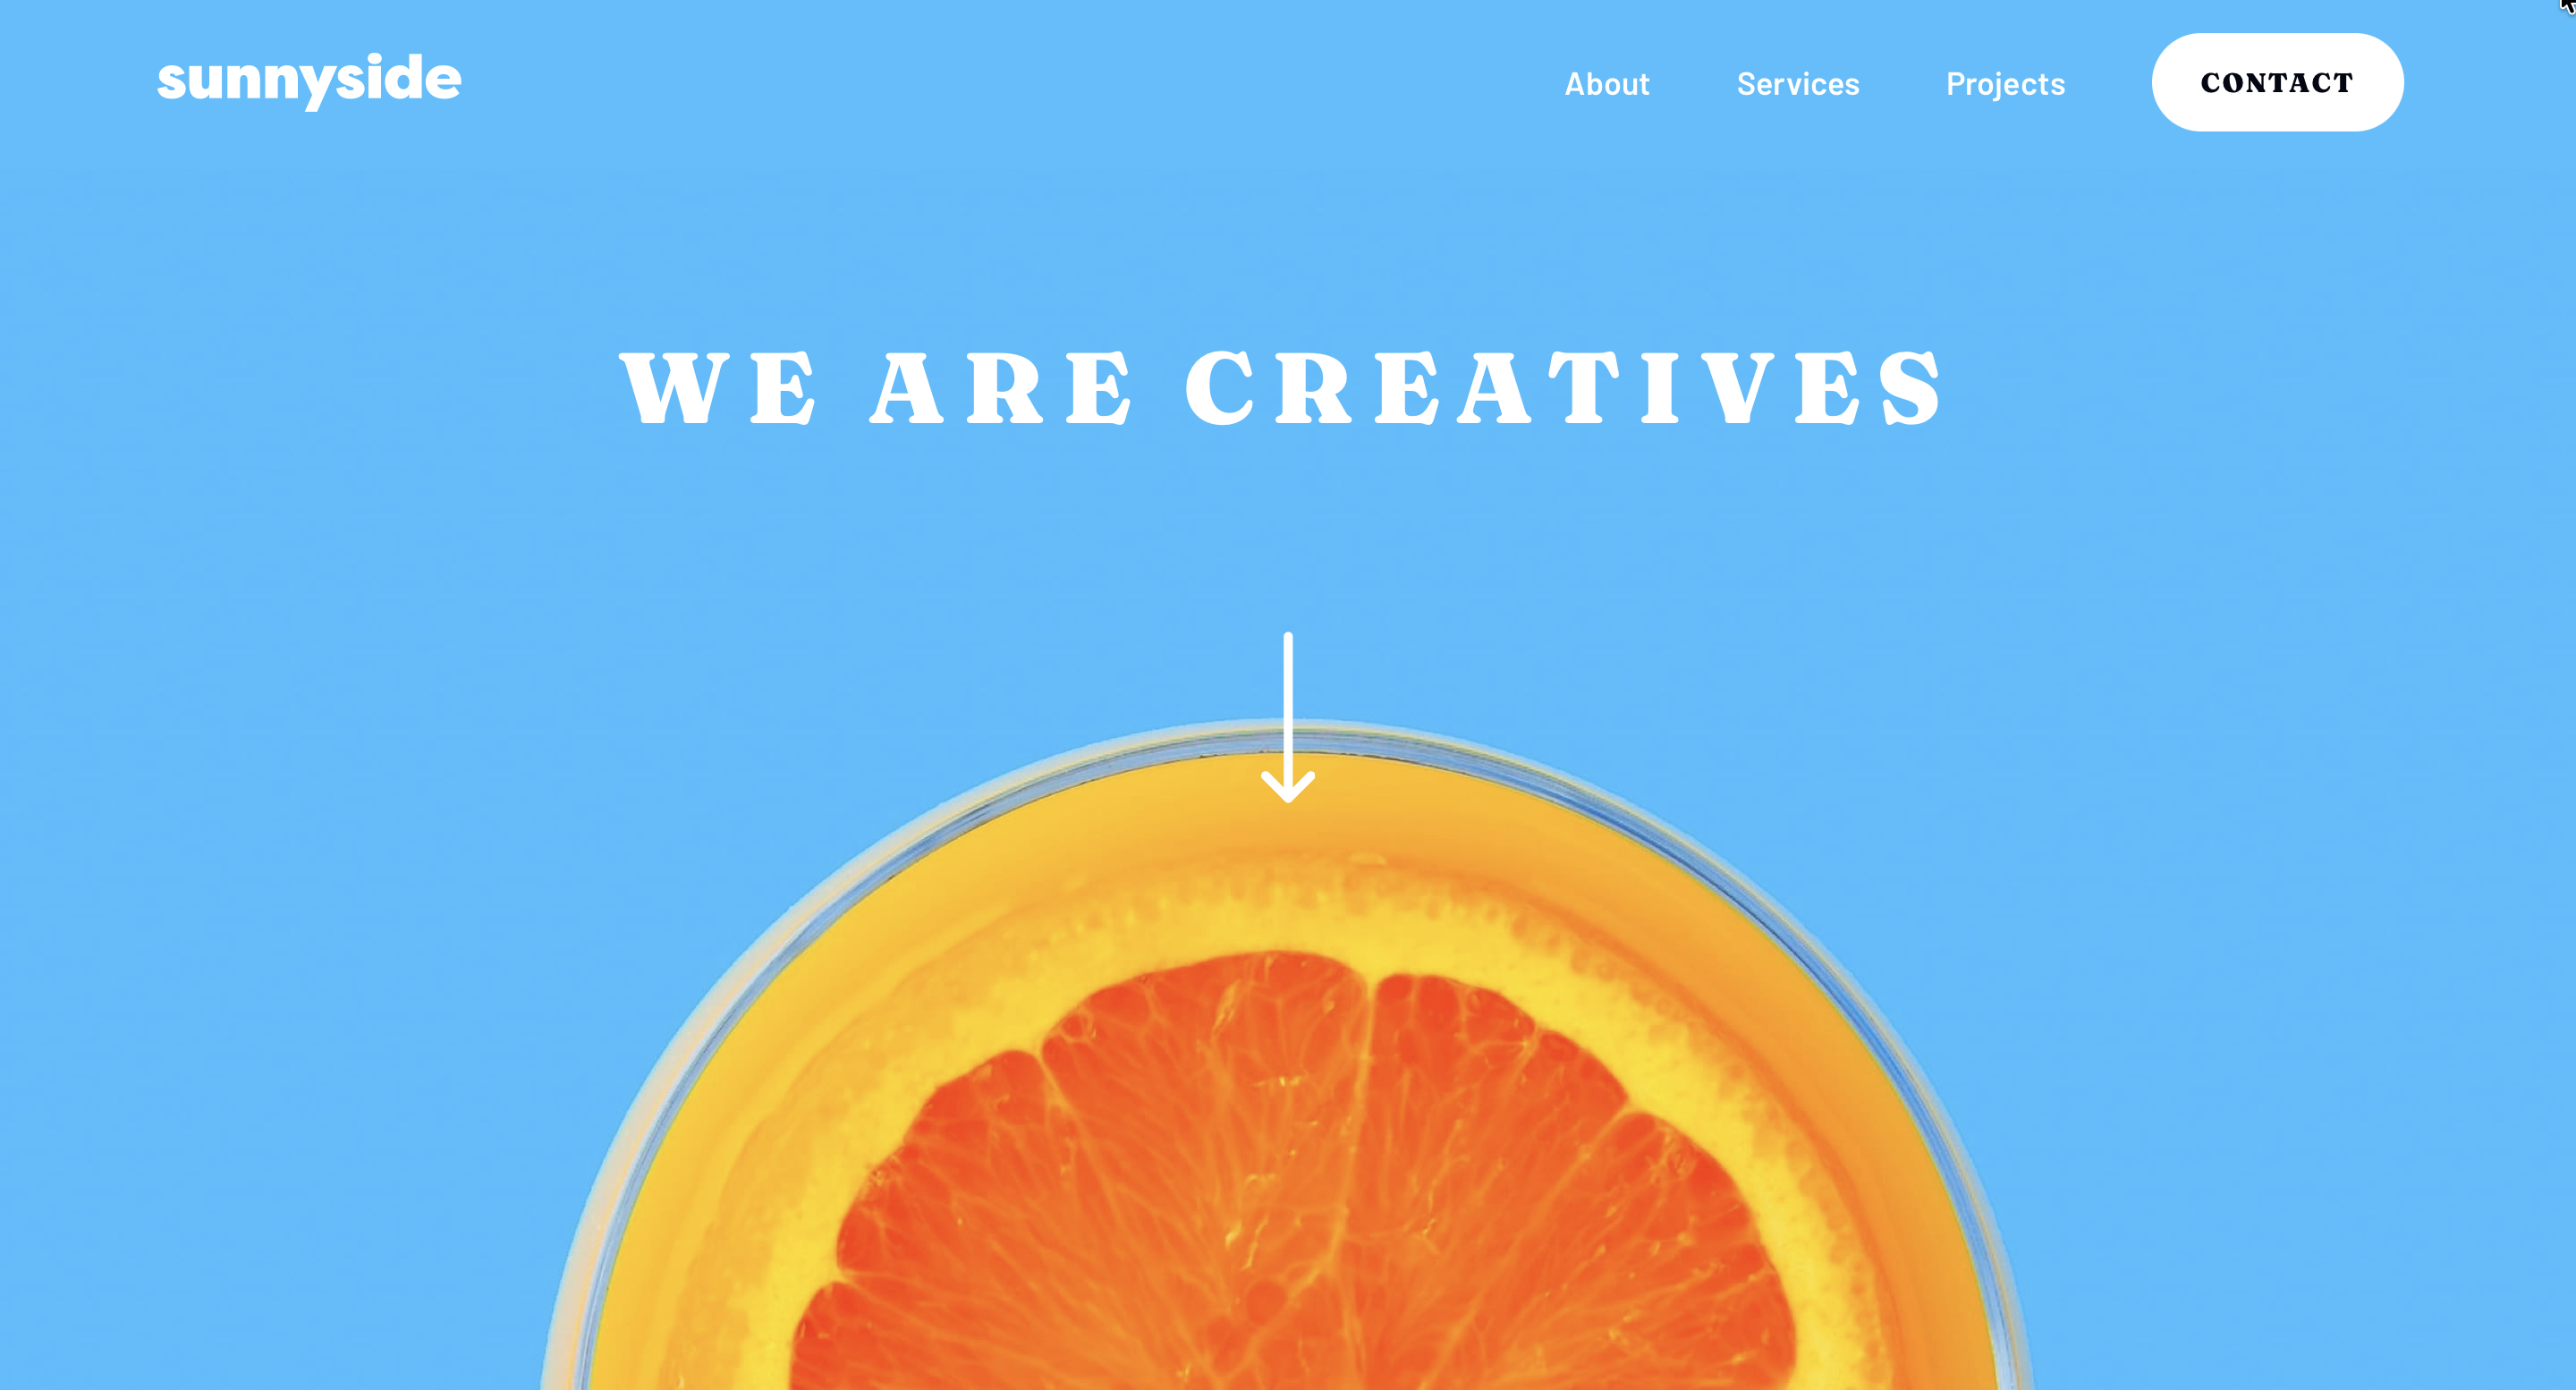 sunnyside
About
Services
Projects
CONTACT
WE ARE CREATIVES